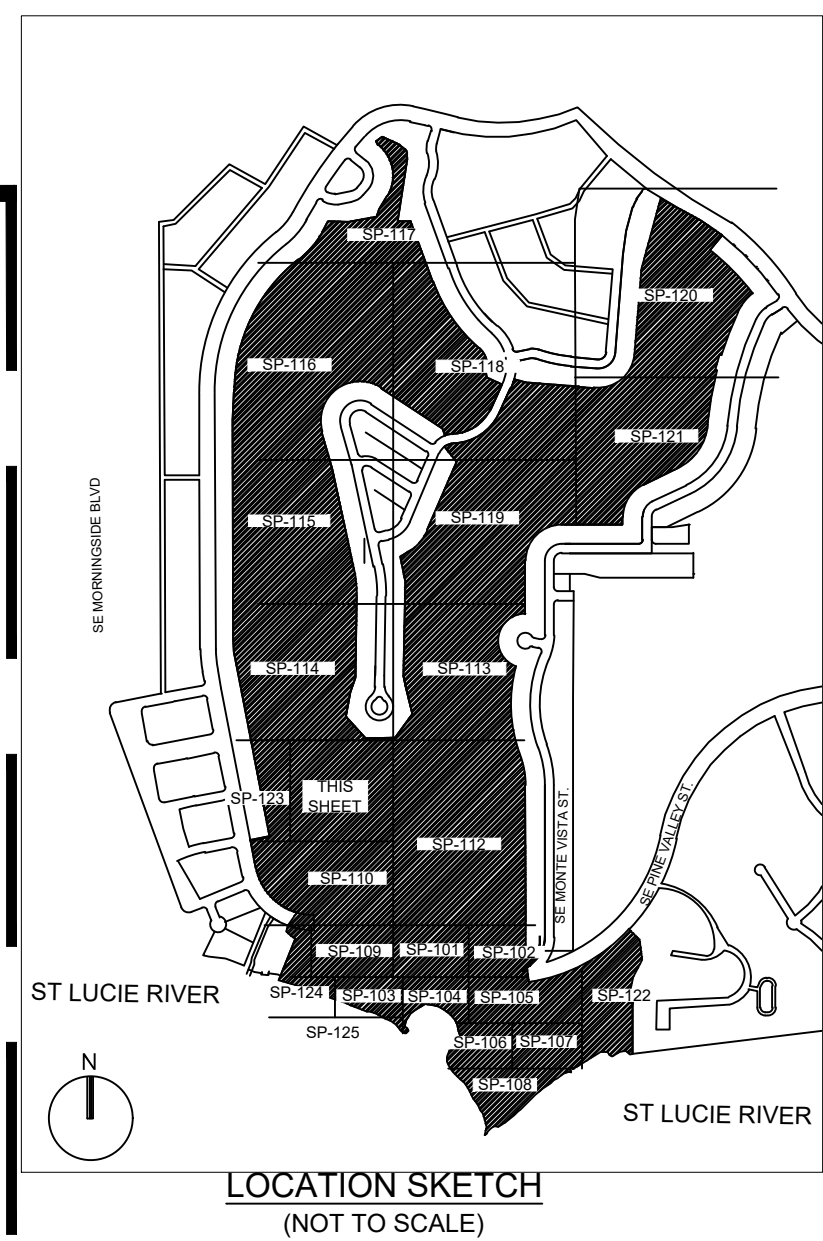 SP-117
SP-120
SP-116
SP-118
SP-121
SE MORNINGSIDE BLVD
SP-115
SP-119
SP-114
SP-113
THIS
SHEET
SP-123
SP-112
SE MONTE VISTA ST.
SE PINE VALLEY ST.
SP-110
SP-109
SP-101
SP-102
ST LUCIE RIVER
SP-124
SP-103
SP-104
SP-105
SP-122
SP-125
SP-106
SP-107
SP-108
N
ST LUCIE RIVER
LOCATION SKETCH
(NOT TO SCALE)